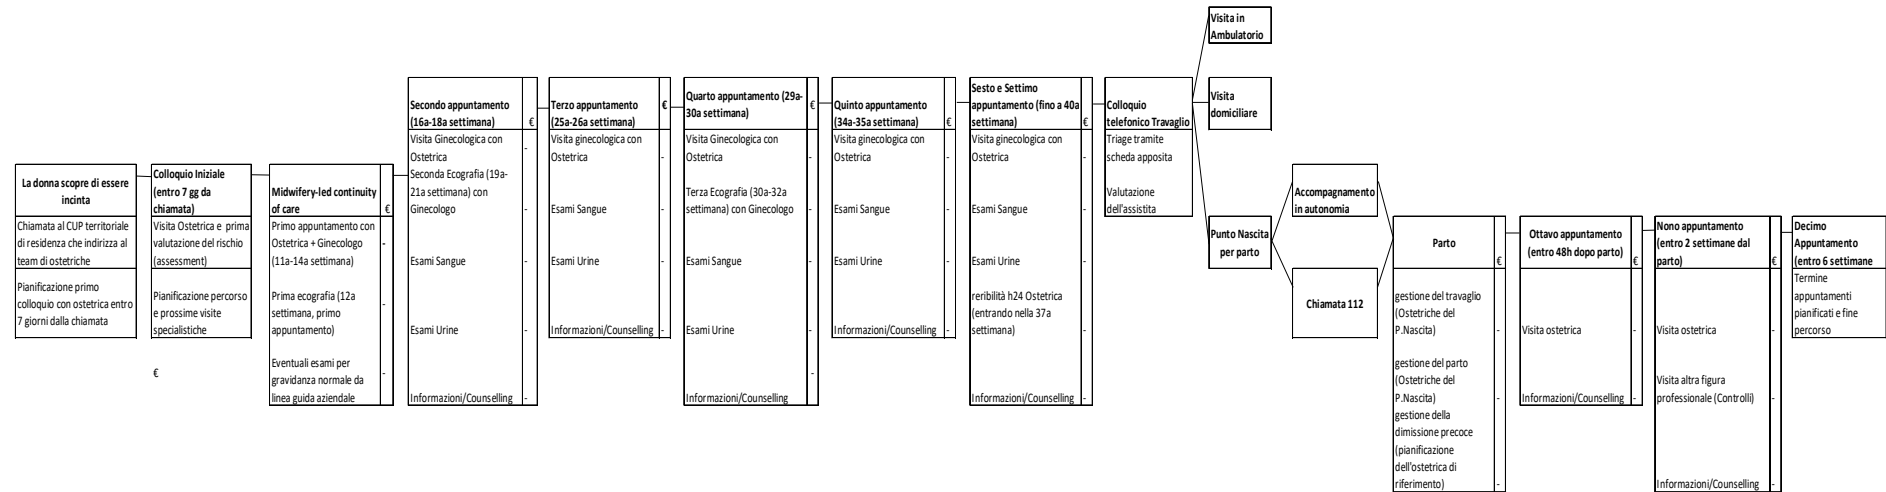 La donna scopre di essere
incinta
Chiamata al CUP territoriale
di residenza che indirizza al
team di ostetriche
Pianificazione primo
colloquio con ostetrica entro
7 giorni dalla chiamata
Colloquio Iniziale
(entro 7 gg da
chiamata)
Visita Ostetrica e prima
valutazione del rischio
(assessment)
Pianificazione percorso
e prossime visite
specialistiche
€
Midwifery-led continuity
of care €
Primo appuntamento con
Ostetrica + Ginecologo
(11a-14a settimana) -
Prima ecografia (12a
settimana, primo
appuntamento) -
Eventuali esami per
gravidanza normale da
linea guida aziendale -
Secondo appuntamento
(16a-18a settimana) €
Visita Ginecologica con
Ostetrica -
Seconda Ecografia (19a-
21a settimana) con
Ginecologo -
Esami Sangue -
Esami Urine -
Informazioni/Counselling -
Terzo appuntamento €
(25a-26a settimana)
Visita ginecologica con
Ostetrica -
Esami Sangue -
Esami Urine -
Informazioni/Counselling -
Quarto appuntamento (29a-
30a settimana) €
Visita Ginecologica con
Ostetrica -
Terza Ecografia (30a-32a
settimana) con Ginecologo -
Esami Sangue -
Esami Urine -
-
Informazioni/Counselling
Quinto appuntamento
(34a-35a settimana) €
Visita ginecologica con
Ostetrica -
Esami Sangue -
Esami Urine -
Informazioni/Counselling -
Sesto e Settimo
appuntamento (fino a 40a
settimana) €
Visita ginecologica con
Ostetrica -
Esami Sangue -
Esami Urine -
reribilità h24 Ostetrica
(entrando nella 37a
settimana) -
Informazioni/Counselling -
Colloquio
telefonico Travaglio
Triage tramite
scheda apposita
Valutazione
dell'assistita
Visita in
Ambulatorio
Visita
domiciliare
Punto Nascita
per parto
Accompagnamento
in autonomia
Chiamata 112
Parto €
gestione del travaglio
(Ostetriche del
P.Nascita) -
gestione del parto
(Ostetriche del
P.Nascita) -
gestione della
dimissione precoce
(pianificazione
dell'ostetrica di
riferimento) -
Ottavo appuntamento
(entro 48h dopo parto) €
Visita ostetrica -
Informazioni/Counselling -
Nono appuntamento
(entro 2 settimane dal
parto) €
Visita ostetrica -
Visita altra figura
professionale (Controlli) -
Informazioni/Counselling -
Decimo
Appuntamento
(entro 6 settimane
Termine
appuntamenti
pianificati e fine
percorso